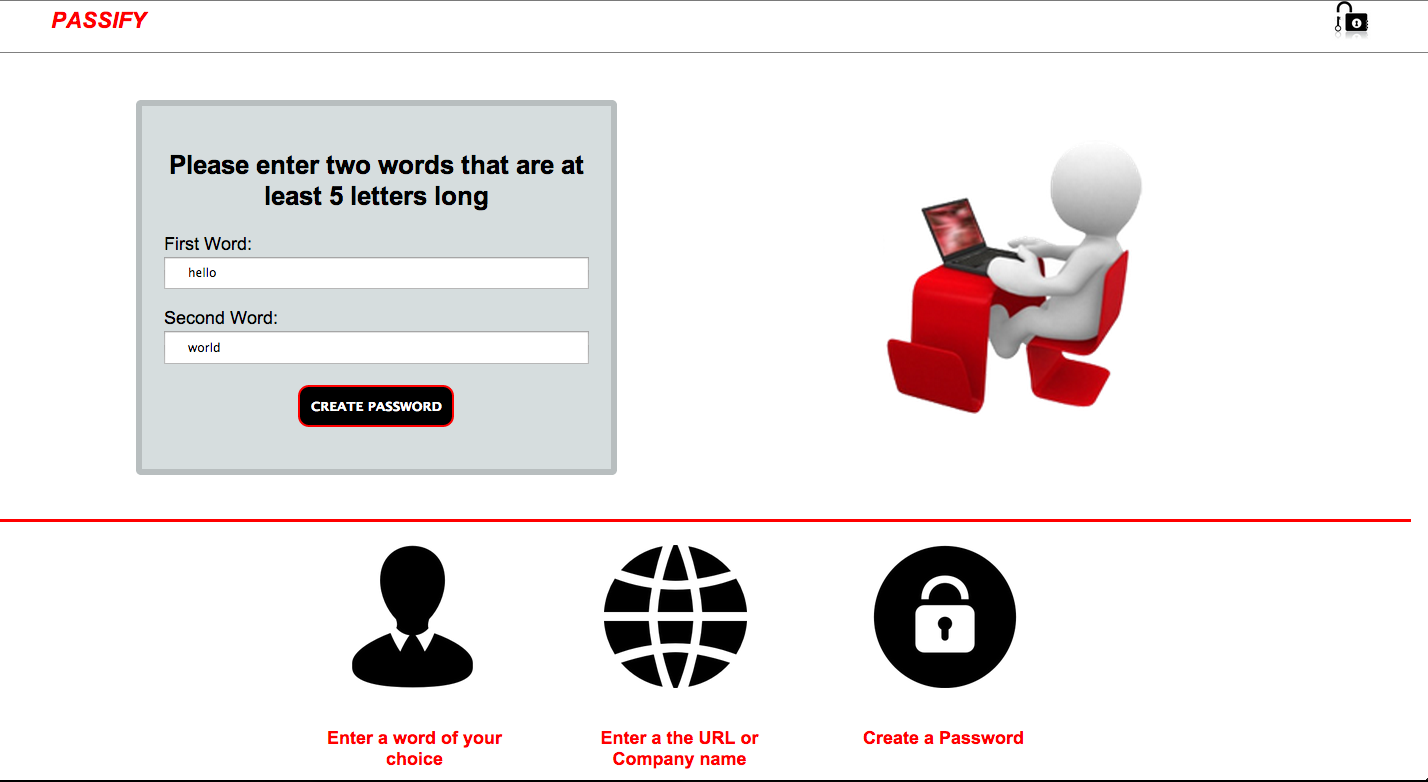 PASSIFY
Please enter two words that are at
least 5 letters long
First Word:
hello
Second Word:
world
CREATE PASSWORD
Enter a word of your
choice
Enter a the URL or
Company name
Create a Password